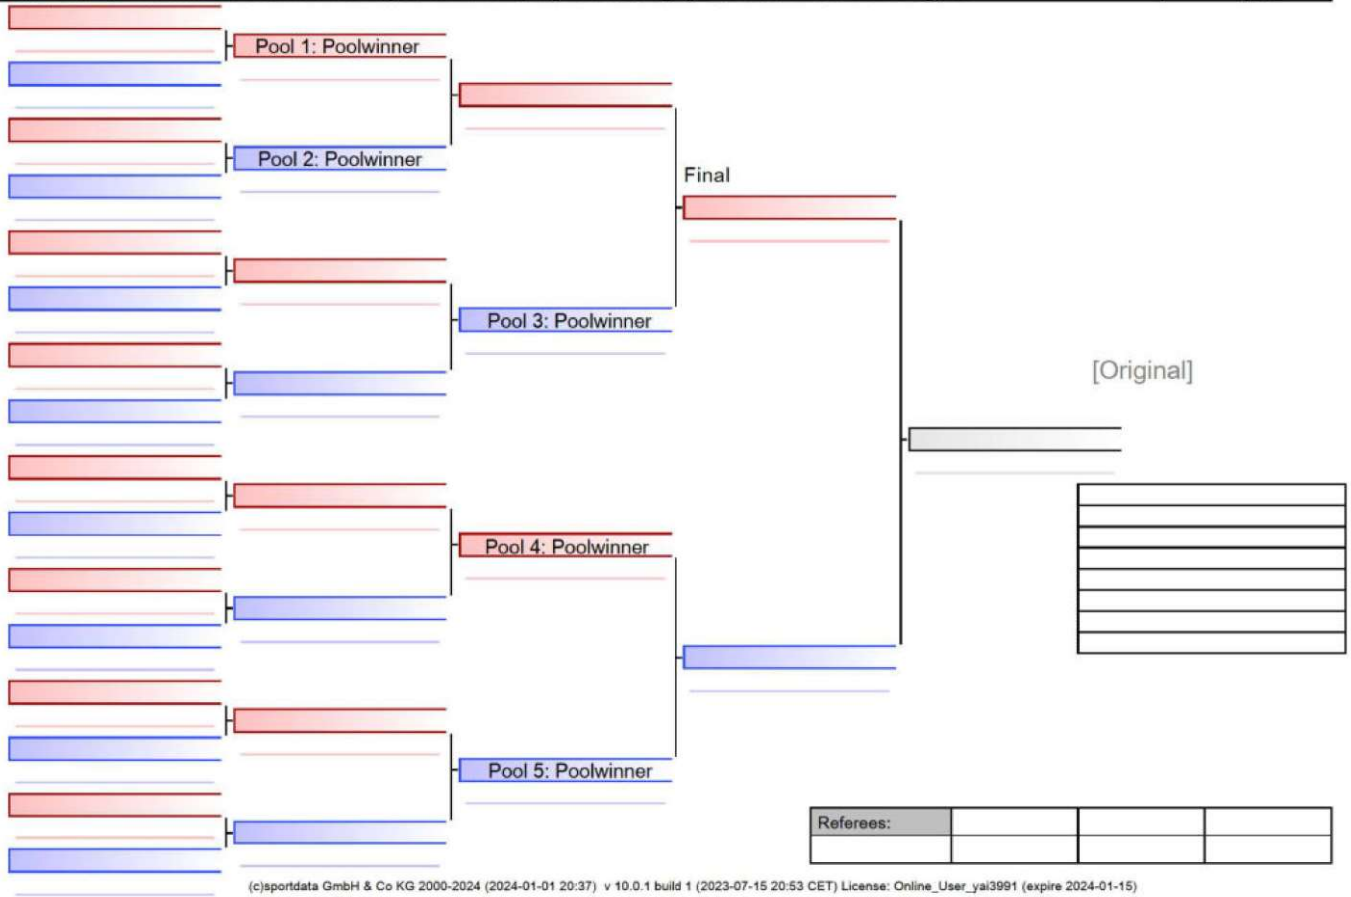 Pool 1: Poolwinner
Pool 2: Poolwinner
Final
Pool 3: Poolwinner
[Original]
Pool 4: Poolwinner
Pool 5: Poolwinner
Referees:
(c)sportdata GmbH & Co KG 2000-2024 (2024-01-01 20:37) v 10.0.1 build 1 (2023-07-15 20:53 CET) License: Online_User_yai3991 (expire 2024-01-15)